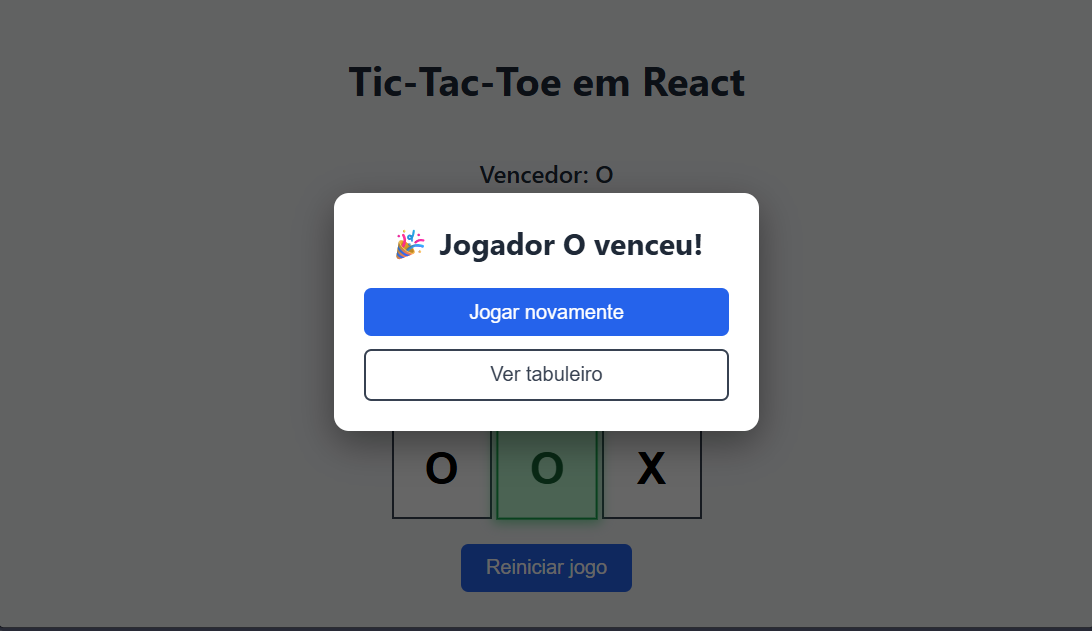 Tic-Tac-Toe em React
Vencedor: O
🎉 Jogador O venceu!
Jogar novamente
Ver tabuleiro
O O X
Reiniciar jogo